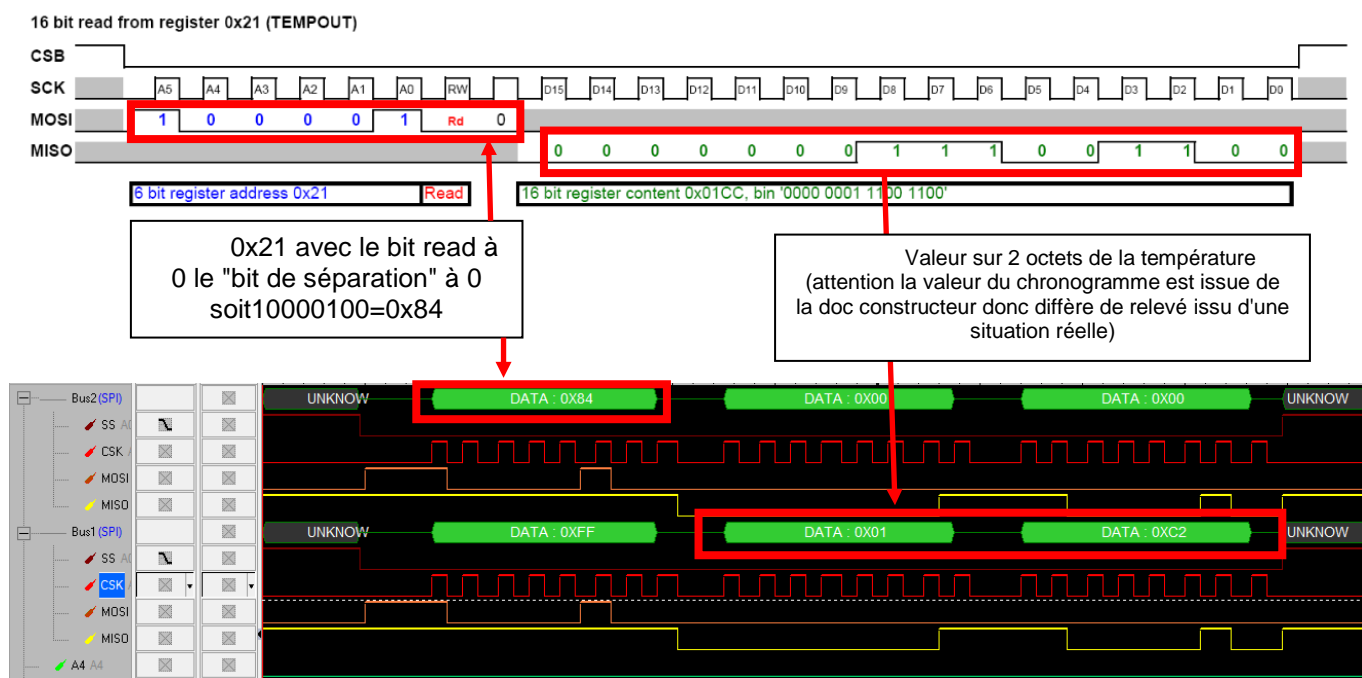 16 bit read from register 0x21 (TEMPOUT)
CSB
SCK A5 A4 A3 A2 A1 A0 RW D15 D14 D13 D12 D11 D10 D9 D8 D7 D6 D5 D4 D3 D2 D1 D0
MOSI 1 0 0 0 0 1 Rd 0
MISO 0 0 0 0 0 0 0 1 1 1 0 0 1 1 0 0
6 bit register address 0x21 Read 16 bit register content 0x01CC, bin '0000 0001 1100 1100'
0x21 avec le bit read à
0 le "bit de séparation" à 0
soit10000100=0x84
Valeur sur 2 octets de la température
(attention la valeur du chronogramme est issue de
la doc constructeur donc diffère de relevé issu d'une
situation réelle)
Bus2(SPI) UNKNOW DATA : 0X84 DATA : 0X00 DATA : 0X00 UNKNOW
SS
CSK
MOSI
MISO
Bus1(SPI) UNKNOW DATA : 0XFF DATA : 0X01 DATA : 0XC2 UNKNOW
SS
CSK
MOSI
MISO
A4 A4